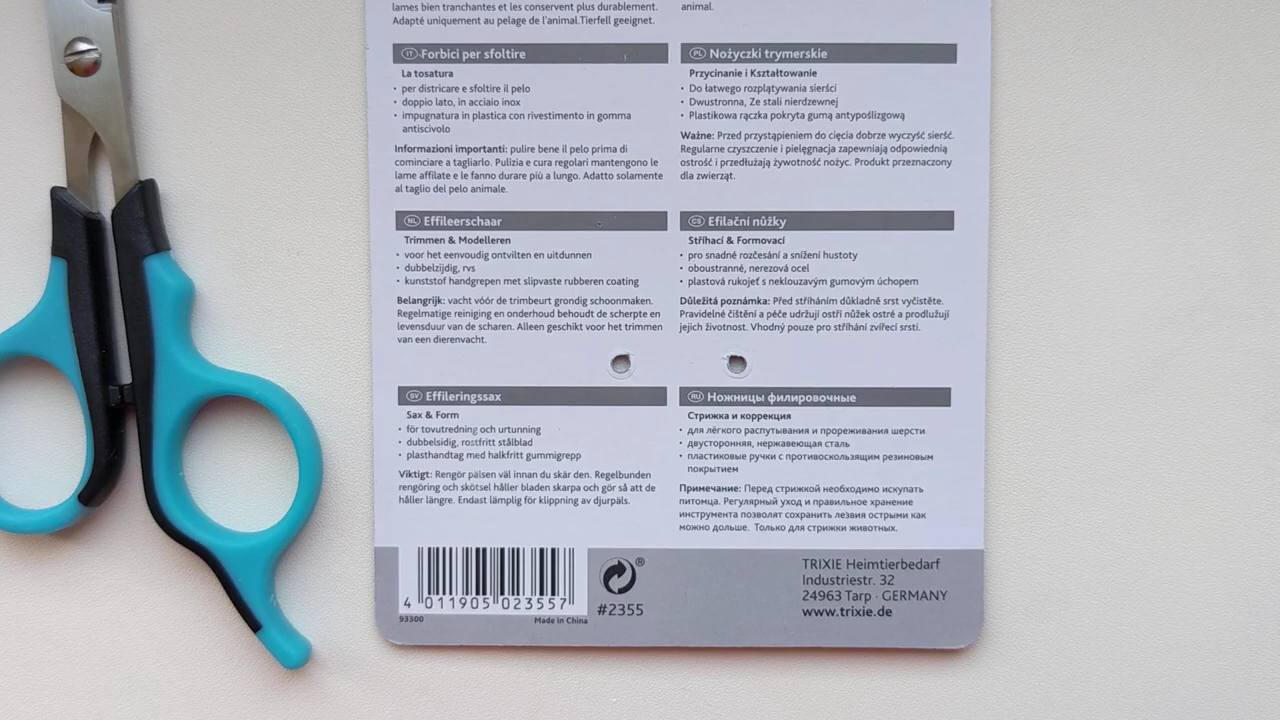 lames bien tranchantes et les conservent plus durablement.
Adapté uniquement au pelage de l'animal.Tierfell geeignet.
animal.
IT Forbici per sfoltire
La tosatura
• per districare e sfoltire il pelo
• doppio lato, in acciaio inox
• impugnatura in plastica con rivestimento in gomma
antiscivolo
Informazioni importanti: pulire bene il pelo prima di
cominciare a tagliarlo. Pulizia e cura regolari mantengono le
lame affilate e le fanno durare più a lungo. Adatto solamente
al taglio del pelo animale.
PL Nożyczki trymerskie
Przycinanie i Kształtowanie
• Do łatwego rozplątywania sierści
• Dwustronna, Ze stali nierdzewnej
• Plastikowa rączka pokryta gumą antypoślizgową
Ważne: Przed przystąpieniem do cięcia dobrze wyczyść sierść.
Regularne czyszczenie i pielęgnacja zapewniają odpowiednią
ostrość i przedłużają żywotność nożyc. Produkt przeznaczony
dla zwierząt.
NL Effileerschaar
Trimmen & Modelleren
• voor het eenvoudig ontvilten en uitdunnen
• dubbelzijdig, rvs
• kunststof handgrepen met slipvaste rubberen coating
Belangrijk: vacht vóór de trimbeurt grondig schoonmaken.
Regelmatige reiniging en onderhoud behoudt de scherpte en
levensduur van de scharen. Alleen geschikt voor het trimmen
van een dierenvacht.
CS Efilační nůžky
Stříhací & Formovací
• pro snadné rozčesání a snížení hustoty
• oboustranné, nerezová ocel
• plastová rukojeť s neklouzavým gumovým úchopem
Důležitá poznámka: Před stříháním důkladně srst vyčistěte.
Pravidelné čištění a péče udržují ostří nůžek ostré a prodlužují
jejich životnost. Vhodný pouze pro stříhání zvířecí srsti.
SV Effileringssax
Sax & Form
• för tovutredning och urtunning
• dubbelsidig, rostfritt stålblad
• plasthandtag med halkfritt gummigrepp
Viktigt: Rengör pälsen väl innan du skär den. Regelbunden
rengöring och skötsel håller bladen skarpa och gör så att de
håller längre. Endast lämplig för klippning av djurpäls.
RU Ножницы филировочные
Стрижка и коррекция
• для лёгкого распутывания и прореживания шерсти
• двусторонняя, нержавеющая сталь
• пластиковые ручки с противоскользящим резиновым
покрытием
Примечание: Перед стрижкой необходимо искупать
питомца. Регулярный уход и правильное хранение
инструмента позволят сохранить лезвия острыми как
можно дольше. Только для стрижки животных.
4 011905 023557
93300
Made in China
®
#2355
TRIXIE Heimtierbedarf
Industriestr. 32
24963 Tarp · GERMANY
www.trixie.de